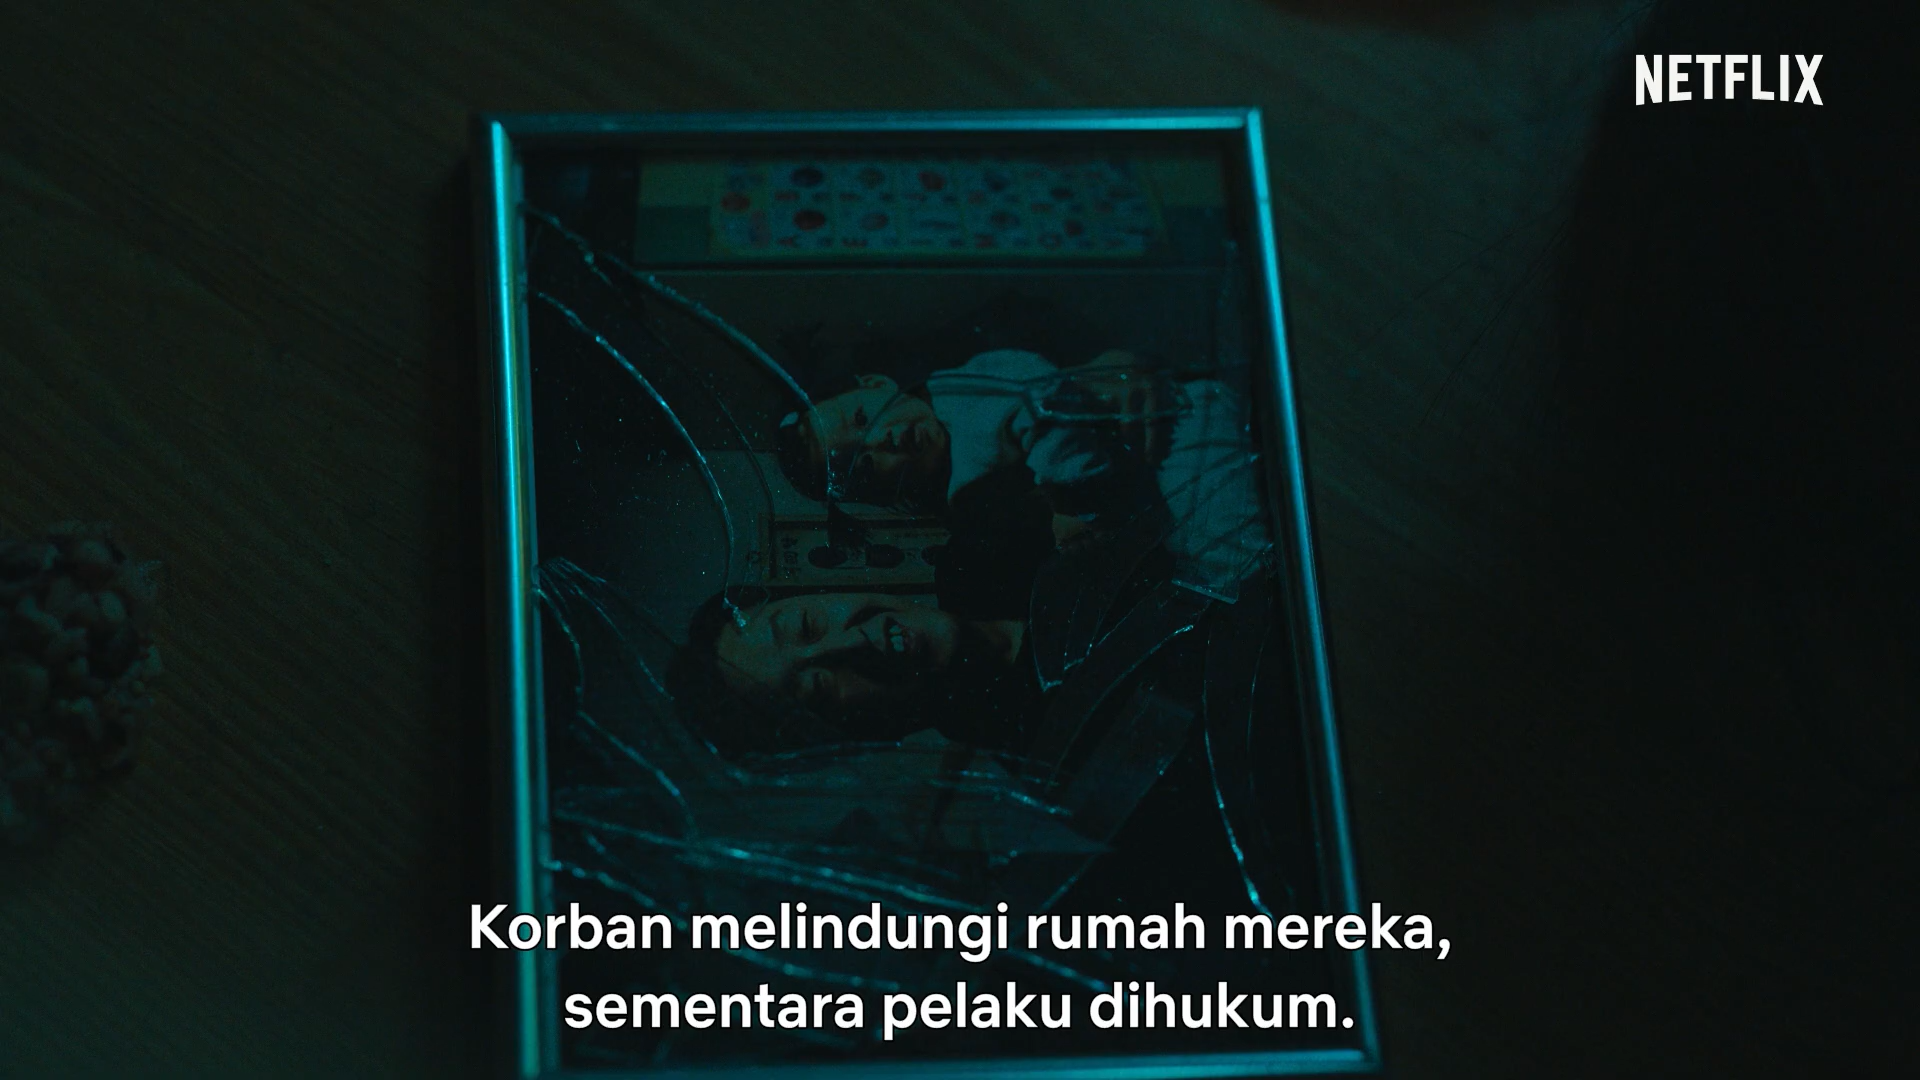 NETFLIX
Korban melindungi rumah mereka,
sementara pelaku dihukum.